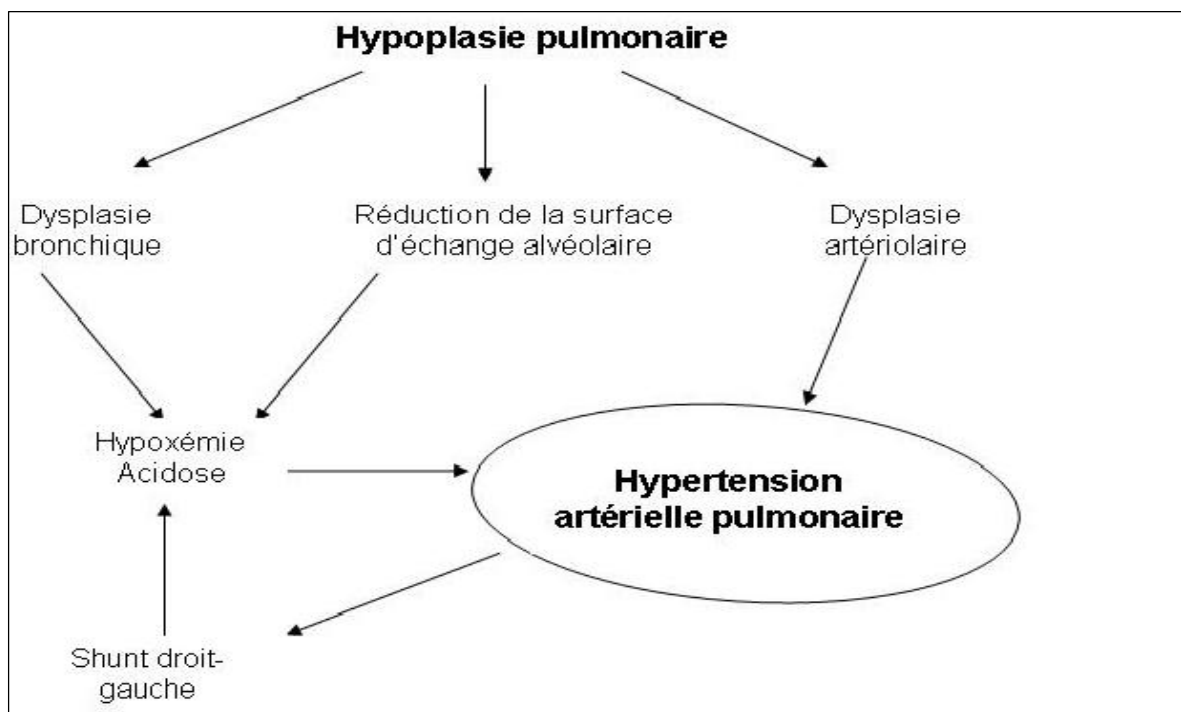 Hypoplasie pulmonaire
Dysplasie
bronchique
Réduction de la surface
d'échange alvéolaire
Dysplasie
artériolaire
Hypoxémie
Acidose
Hypertension
artérielle pulmonaire
Shunt droit-
gauche